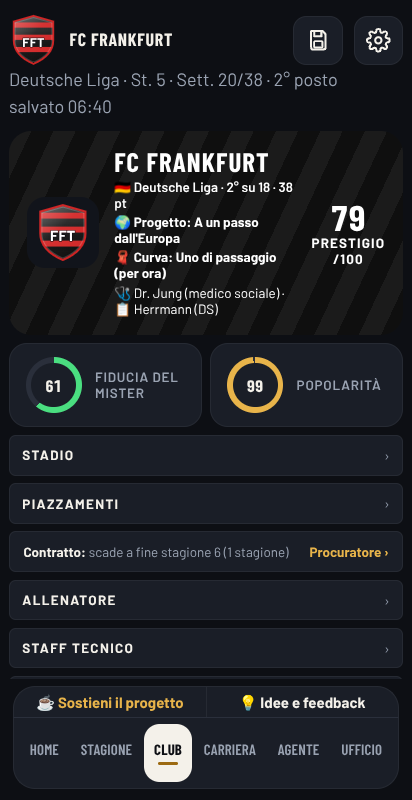 FFT
FC FRANKFURT
Deutsche Liga · St. 5 · Sett. 20/38 · 2° posto
salvato 06:40
FFT
FC FRANKFURT
🇩🇪 Deutsche Liga · 2° su 18 · 38
pt
🌍 Progetto: A un passo
dall'Europa
🧣 Curva: Uno di passaggio
(per ora)
🩺 Dr. Jung (medico sociale) ·
📋 Herrmann (DS)
79
PRESTIGIO
/100
61
FIDUCIA DEL
MISTER
99
POPOLARITÀ
STADIO ›
PIAZZAMENTI ›
Contratto: scade a fine stagione 6 (1 stagione) Procuratore ›
ALLENATORE ›
STAFF TECNICO ›
☕ Sostieni il progetto
💡 Idee e feedback
HOME STAGIONE CLUB CARRIERA AGENTE UFFICIO